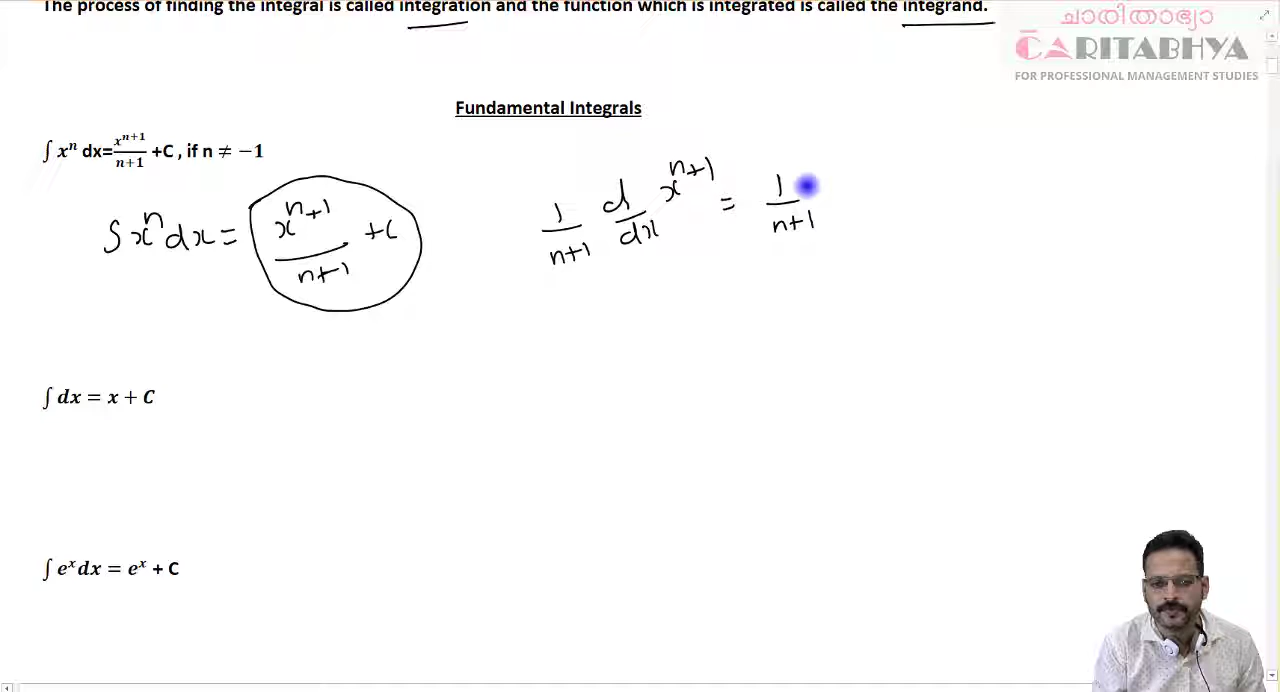 The process of finding the integral is called integration and the function which is integrated is called the integrand.
ചാരിതാഭ്യാ
CARITABHYA
FOR PROFESSIONAL MANAGEMENT STUDIES
Fundamental Integrals
∫ xⁿ dx = xⁿ⁺¹/n+1 +C , if n ≠ −1
∫xⁿdx = xⁿ⁺¹/n+1 +C
1/n+1 d/dx xⁿ⁺¹ = 1/n+1
∫ dx = x + C
∫ eˣ dx = eˣ + C